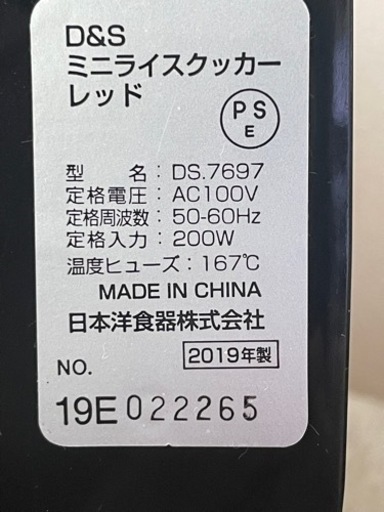 D&S
ミニライスクッカー
レッド
PS
E
型 名：DS.7697
定格電圧：AC100V
定格周波数：50-60Hz
定格入力：200W
温度ヒューズ：167℃
MADE IN CHINA
日本洋食器株式会社
2019年製
NO.
19E 022265